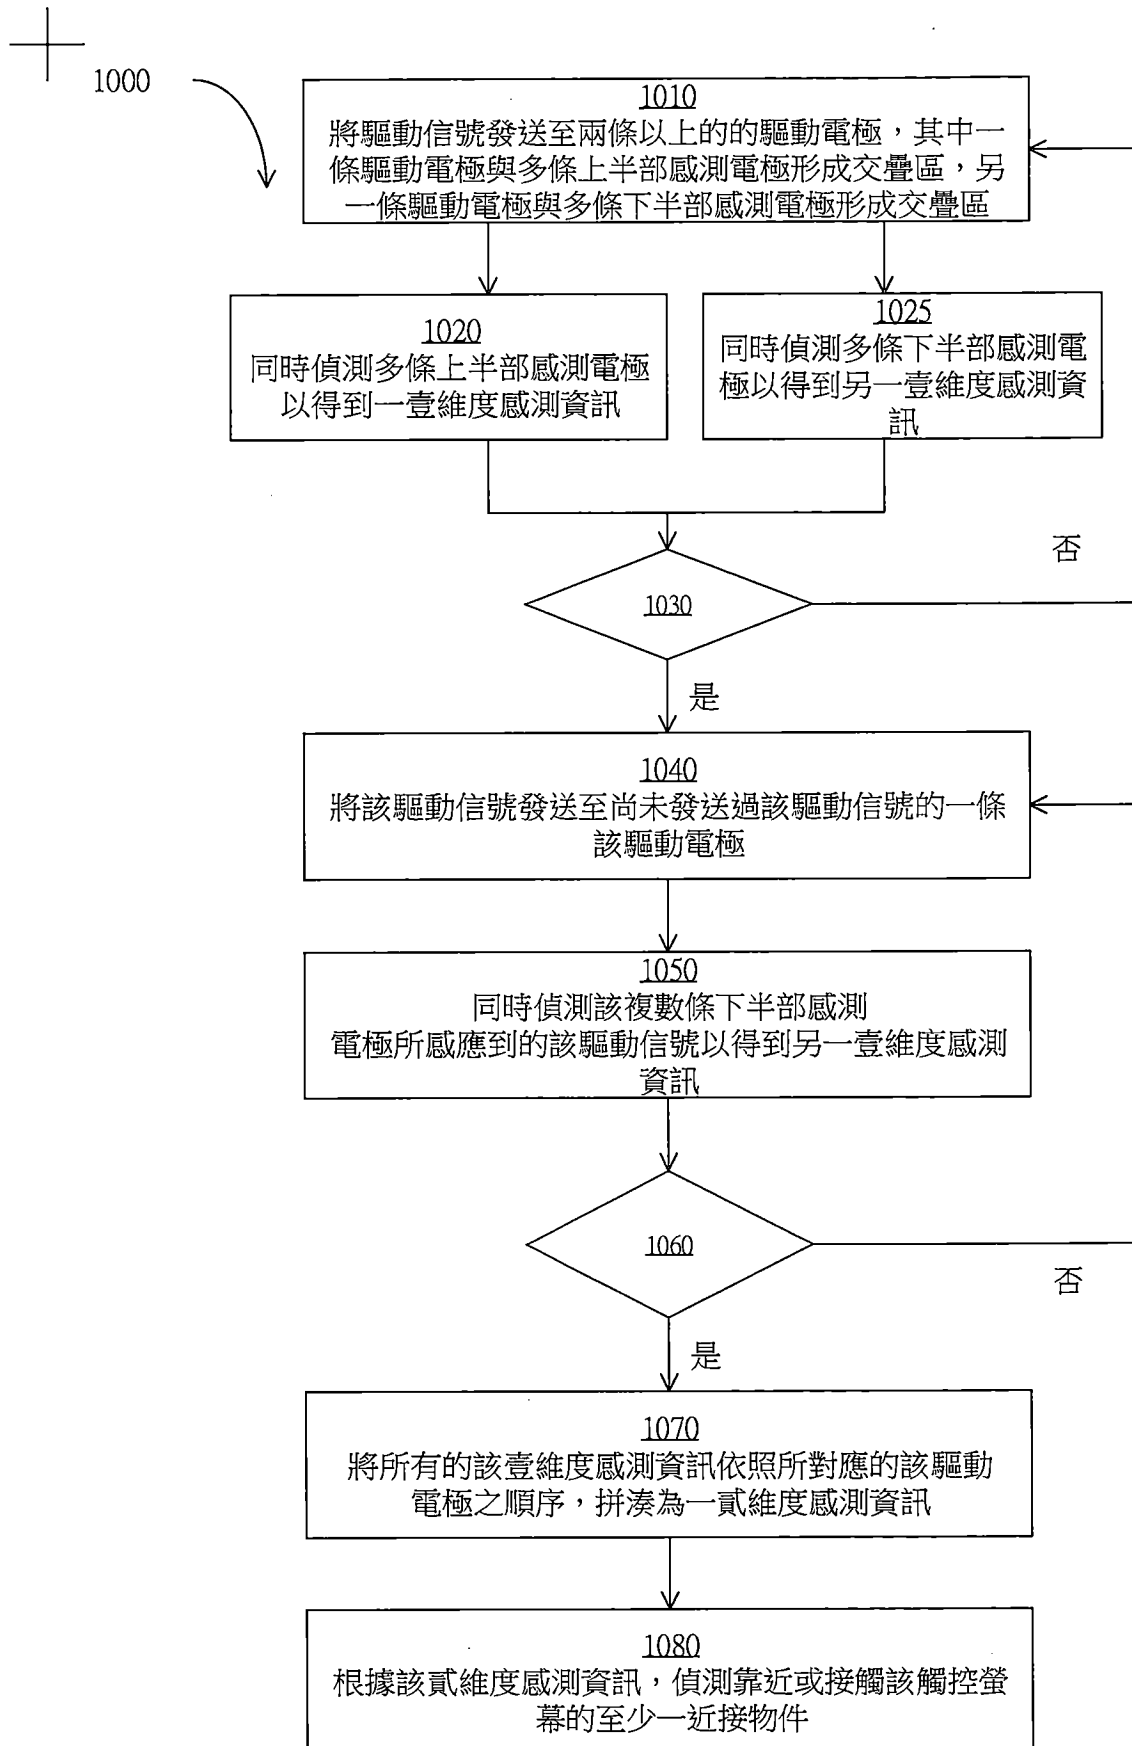 1000
1010
將驅動信號發送至兩條以上的的驅動電極，其中一
條驅動電極與多條上半部感測電極形成交疊區，另
一條驅動電極與多條下半部感測電極形成交疊區
1020
同時偵測多條上半部感測電極
以得到一壹維度感測資訊
1025
同時偵測多條下半部感測電
極以得到另一壹維度感測資
訊
否
1030
是
1040
將該驅動信號發送至尚未發送過該驅動信號的一條
該驅動電極
1050
同時偵測該複數條下半部感測
電極所感應到的該驅動信號以得到另一壹維度感測
資訊
1060
否
是
1070
將所有的該壹維度感測資訊依照所對應的該驅動
電極之順序，拼湊為一貳維度感測資訊
1080
根據該貳維度感測資訊，偵測靠近或接觸該觸控螢
幕的至少一近接物件